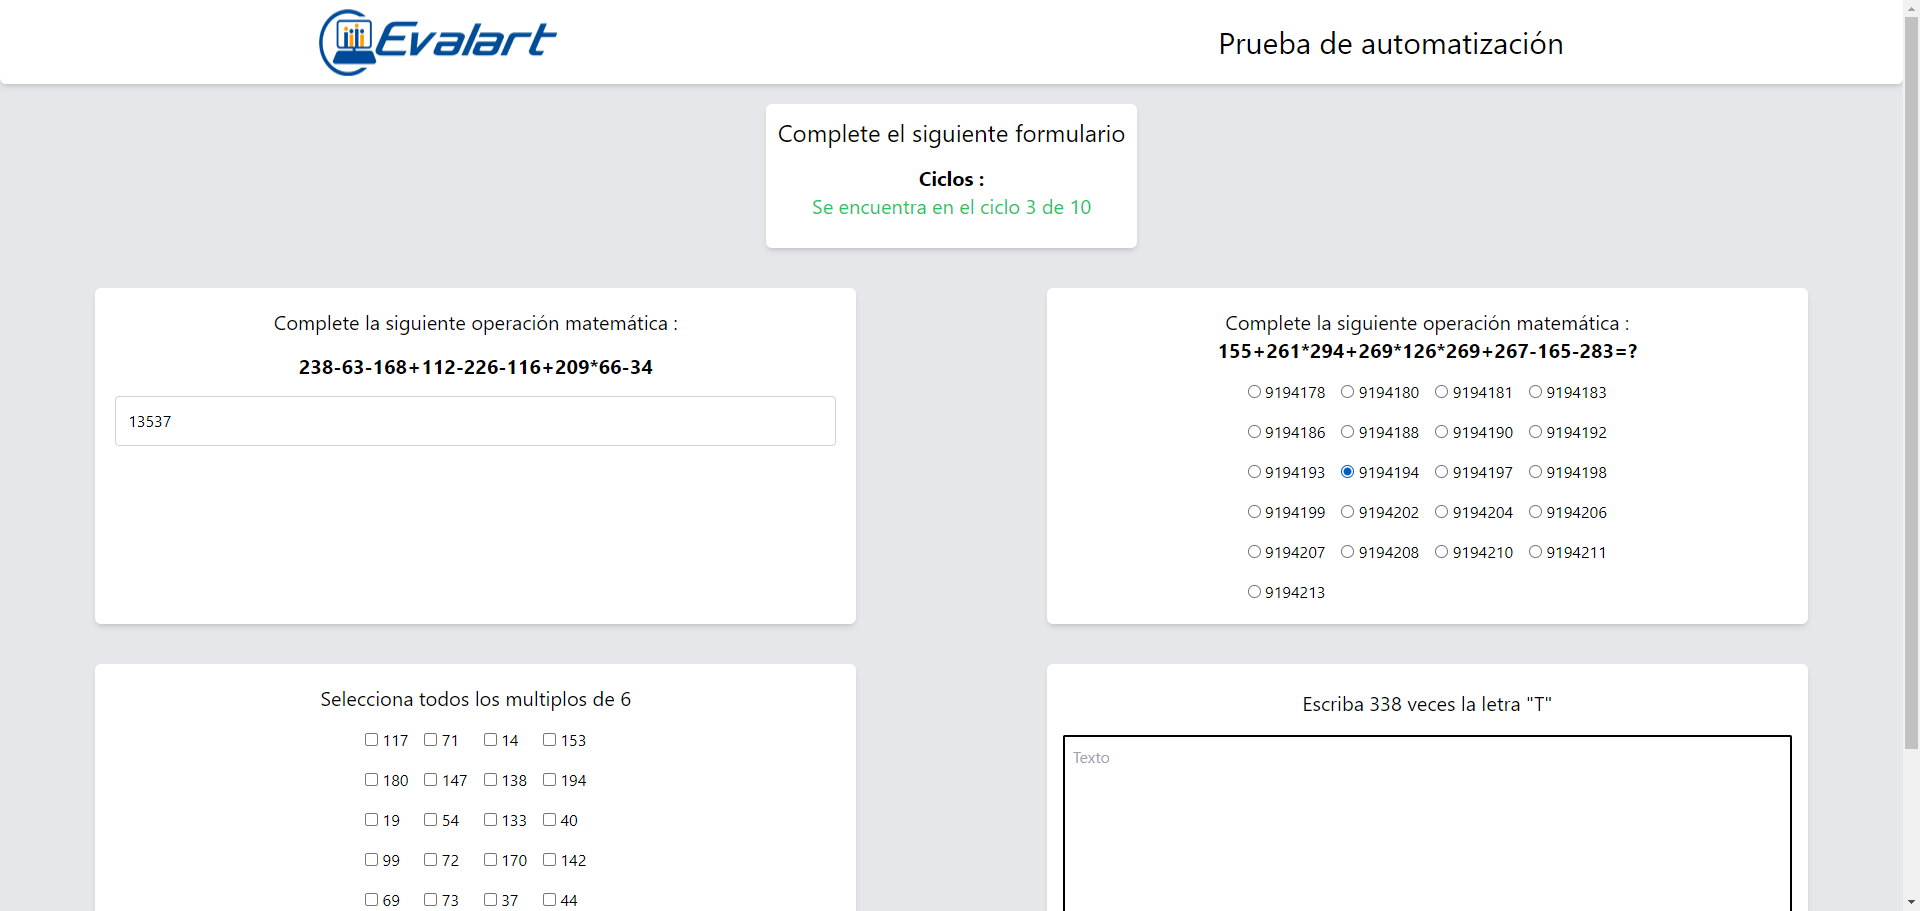 Evalart
Prueba de automatización
Complete el siguiente formulario
Ciclos :
Se encuentra en el ciclo 3 de 10
Complete la siguiente operación matemática :
238-63-168+112-226-116+209*66-34
13537
Complete la siguiente operación matemática :
155+261*294+269*126*269+267-165-283=?
9194178 9194180 9194181 9194183
9194186 9194188 9194190 9194192
9194193 9194194 9194197 9194198
9194199 9194202 9194204 9194206
9194207 9194208 9194210 9194211
9194213
Selecciona todos los multiplos de 6
117 71 14 153
180 147 138 194
19 54 133 40
99 72 170 142
69 73 37 44
Escriba 338 veces la letra "T"
Texto